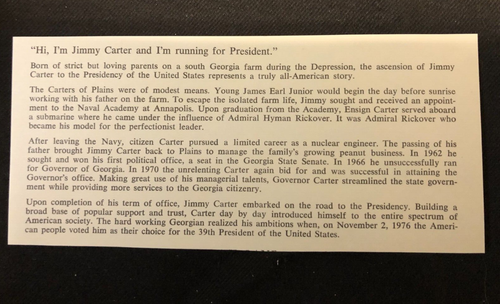 "Hi, I'm Jimmy Carter and I'm running for President."
Born of strict but loving parents on a south Georgia farm during the Depression, the ascension of Jimmy
Carter to the Presidency of the United States represents a truly all-American story.
The Carters of Plains were of modest means. Young James Earl Junior would begin the day before sunrise
working with his father on the farm. To escape the isolated farm life, Jimmy sought and received an appoint-
ment to the Naval Academy at Annapolis. Upon graduation from the Academy, Ensign Carter served aboard
a submarine where he came under the influence of Admiral Hyman Rickover. It was Admiral Rickover who
became his model for the perfectionist leader.
After leaving the Navy, citizen Carter pursued a limited career as a nuclear engineer. The passing of his
father brought Jimmy Carter back to Plains to manage the family's growing peanut business. In 1962 he
sought and won his first political office, a seat in the Georgia State Senate. In 1966 he unsuccessfully ran
for Governor of Georgia. In 1970 the unrelenting Carter again bid for and was successful in attaining the
Governor's office. Making great use of his managerial talents, Governor Carter streamlined the state govern-
ment while providing more services to the Georgia citizenry.
Upon completion of his term of office, Jimmy Carter embarked on the road to the Presidency. Building a
broad base of popular support and trust, Carter day by day introduced himself to the entire spectrum of
American society. The hard working Georgian realized his ambitions when, on November 2, 1976 the Ameri-
can people voted him as their choice for the 39th President of the United States.